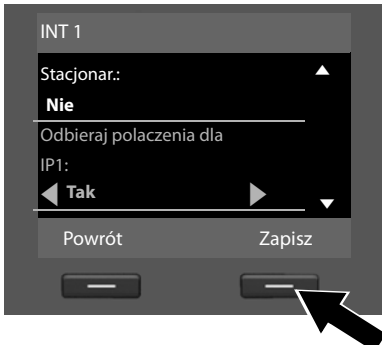 INT 1
Stacjonar.:
Nie
Odbieraj polaczenia dla
IP1:
Tak
Powrót Zapisz